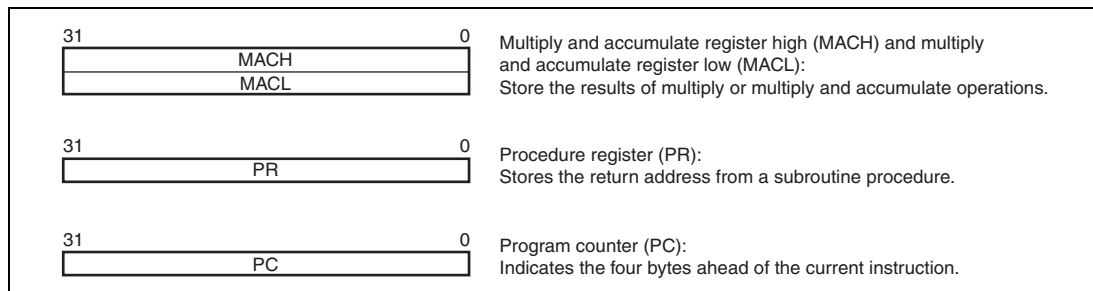 31 0
MACH
MACL
Multiply and accumulate register high (MACH) and multiply
and accumulate register low (MACL):
Store the results of multiply or multiply and accumulate operations.
31 0
PR
Procedure register (PR):
Stores the return address from a subroutine procedure.
31 0
PC
Program counter (PC):
Indicates the four bytes ahead of the current instruction.